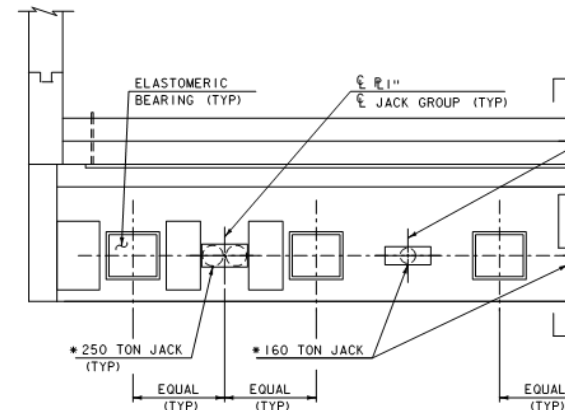 ELASTOMERIC
BEARING (TYP)
℄ ⅊ 1"
℄ JACK GROUP (TYP)
*250 TON JACK
(TYP)
*160 TON JACK
EQUAL
(TYP)
EQUAL
(TYP)
EQUAL
(TYP)